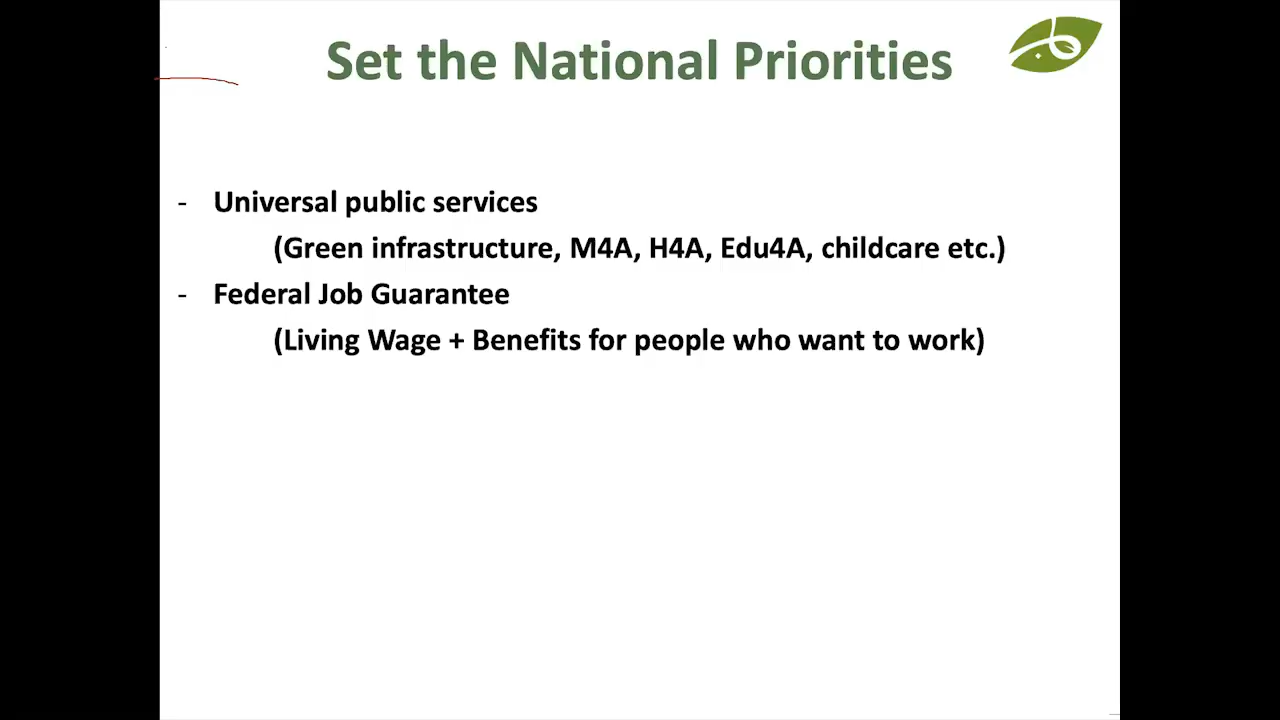 Set the National Priorities
- Universal public services
(Green infrastructure, M4A, H4A, Edu4A, childcare etc.)
- Federal Job Guarantee
(Living Wage + Benefits for people who want to work)